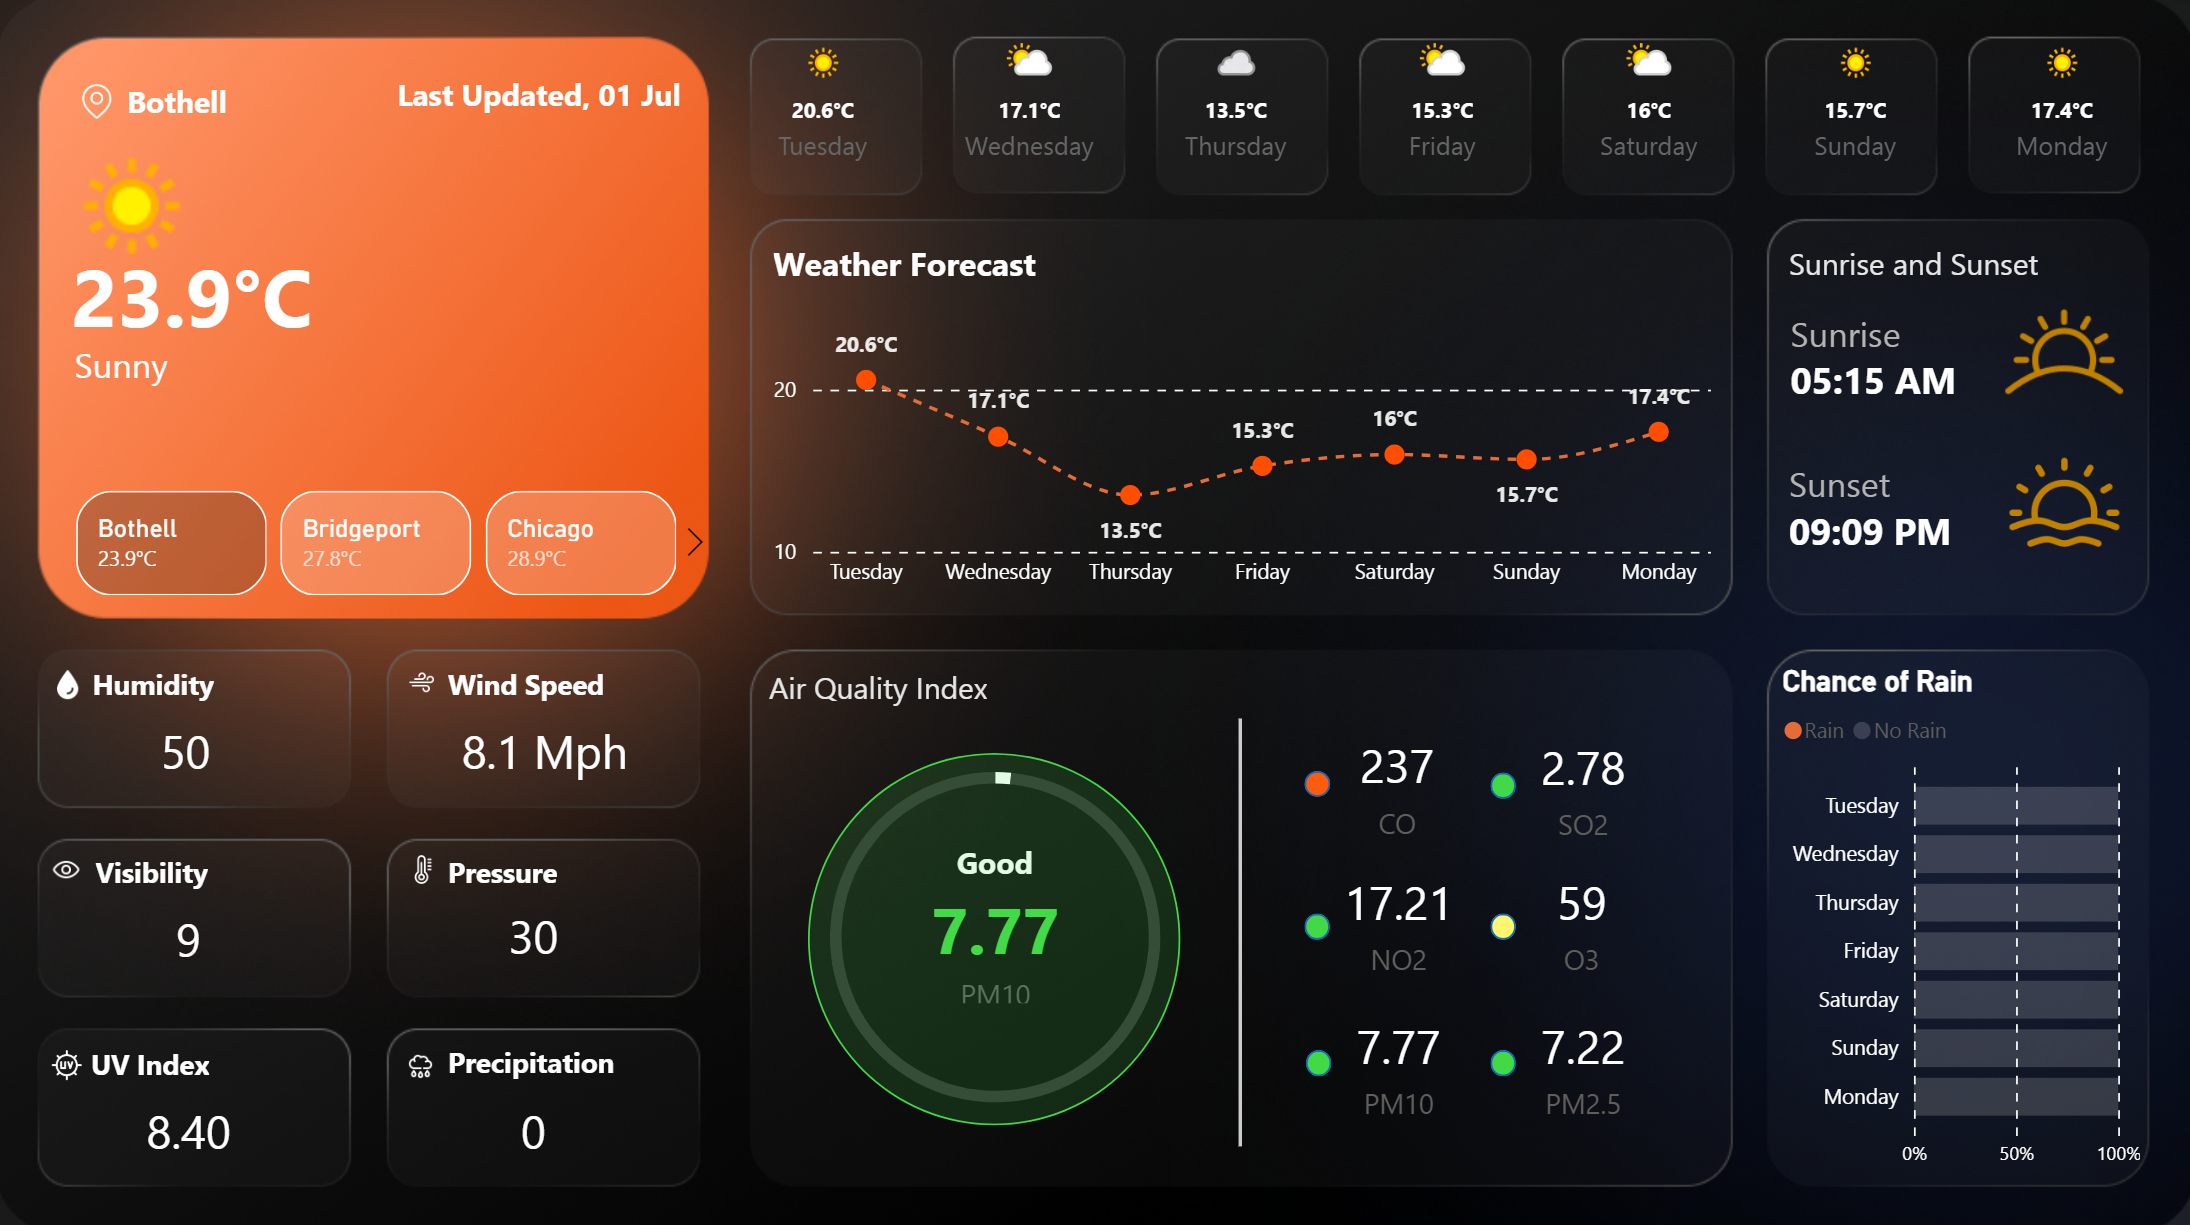 Bothell
Last Updated, 01 Jul
23.9°C
Sunny
Bothell
23.9°C
Bridgeport
27.8°C
Chicago
28.9°C
20.6°C
Tuesday
17.1°C
Wednesday
13.5°C
Thursday
15.3°C
Friday
16°C
Saturday
15.7°C
Sunday
17.4°C
Monday
Weather Forecast
20
10
20.6°C
17.1°C
13.5°C
15.3°C
16°C
15.7°C
17.4°C
Tuesday
Wednesday
Thursday
Friday
Saturday
Sunday
Monday
Sunrise and Sunset
Sunrise
05:15 AM
Sunset
09:09 PM
Humidity
50
Wind Speed
8.1 Mph
Visibility
9
Pressure
30
UV
UV Index
8.40
Precipitation
0
Air Quality Index
Good
7.77
PM10
237
CO
2.78
SO2
17.21
NO2
59
O3
7.77
PM10
7.22
PM2.5
Chance of Rain
Rain
No Rain
Tuesday
Wednesday
Thursday
Friday
Saturday
Sunday
Monday
0%
50%
100%